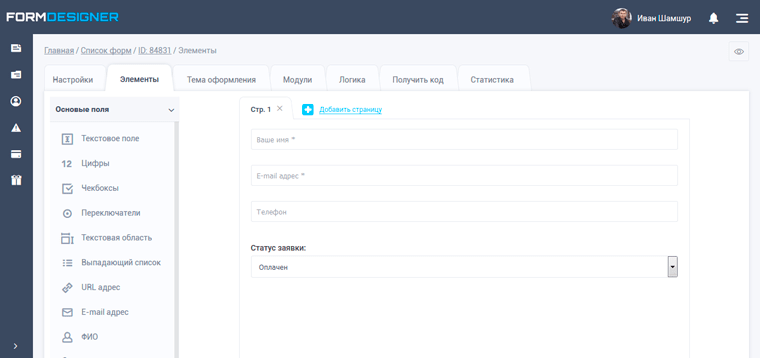 FORMDESIGNER
Иван Шамшур
Главная / Список форм / ID: 84831 / Элементы
Настройки Элементы Тема оформления Модули Логика Получить код Статистика
Основые поля
Стр. 1 Добавить страницу
Текстовое поле
12 Цифры
Чекбоксы
Переключатели
Текстовая область
Выпадающий список
URL адрес
E-mail адрес
ФИО
Ваше имя *
E-mail адрес *
Телефон
Статус заявки:
Оплачен